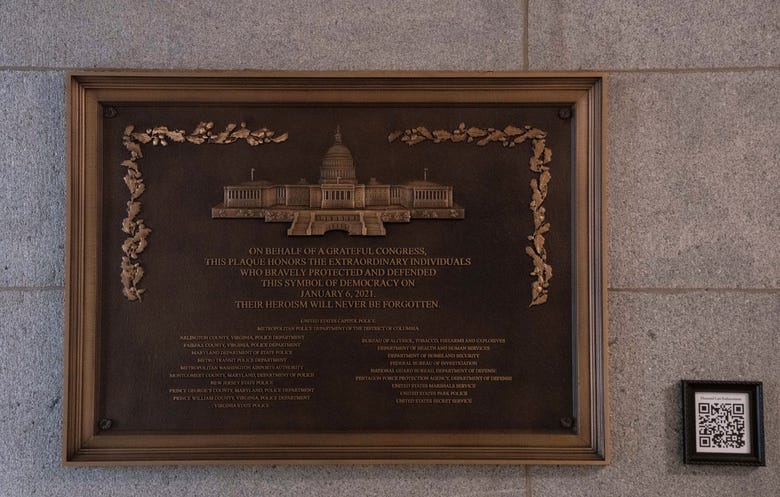 ON BEHALF OF A GRATEFUL CONGRESS,
THIS PLAQUE HONORS THE EXTRAORDINARY INDIVIDUALS
WHO BRAVELY PROTECTED AND DEFENDED
THIS SYMBOL OF DEMOCRACY ON
JANUARY 6, 2021.
THEIR HEROISM WILL NEVER BE FORGOTTEN.
UNITED STATES CAPITOL POLICE
METROPOLITAN POLICE DEPARTMENT OF THE DISTRICT OF COLUMBIA
ARLINGTON COUNTY, VIRGINIA, POLICE DEPARTMENT
FAIRFAX COUNTY, VIRGINIA, POLICE DEPARTMENT
MARYLAND DEPARTMENT OF STATE POLICE
METRO TRANSIT POLICE DEPARTMENT
METROPOLITAN WASHINGTON AIRPORTS AUTHORITY
MONTGOMERY COUNTY, MARYLAND, DEPARTMENT OF POLICE
NEW JERSEY STATE POLICE
PRINCE GEORGE'S COUNTY, MARYLAND, POLICE DEPARTMENT
PRINCE WILLIAM COUNTY, VIRGINIA, POLICE DEPARTMENT
VIRGINIA STATE POLICE
BUREAU OF ALCOHOL, TOBACCO, FIREARMS AND EXPLOSIVES
DEPARTMENT OF HEALTH AND HUMAN SERVICES
DEPARTMENT OF HOMELAND SECURITY
FEDERAL BUREAU OF INVESTIGATION
NATIONAL GUARD BUREAU, DEPARTMENT OF DEFENSE
PENTAGON FORCE PROTECTION AGENCY, DEPARTMENT OF DEFENSE
UNITED STATES MARSHALS SERVICE
UNITED STATES PARK POLICE
UNITED STATES SECRET SERVICE
Honored Law Enforcement